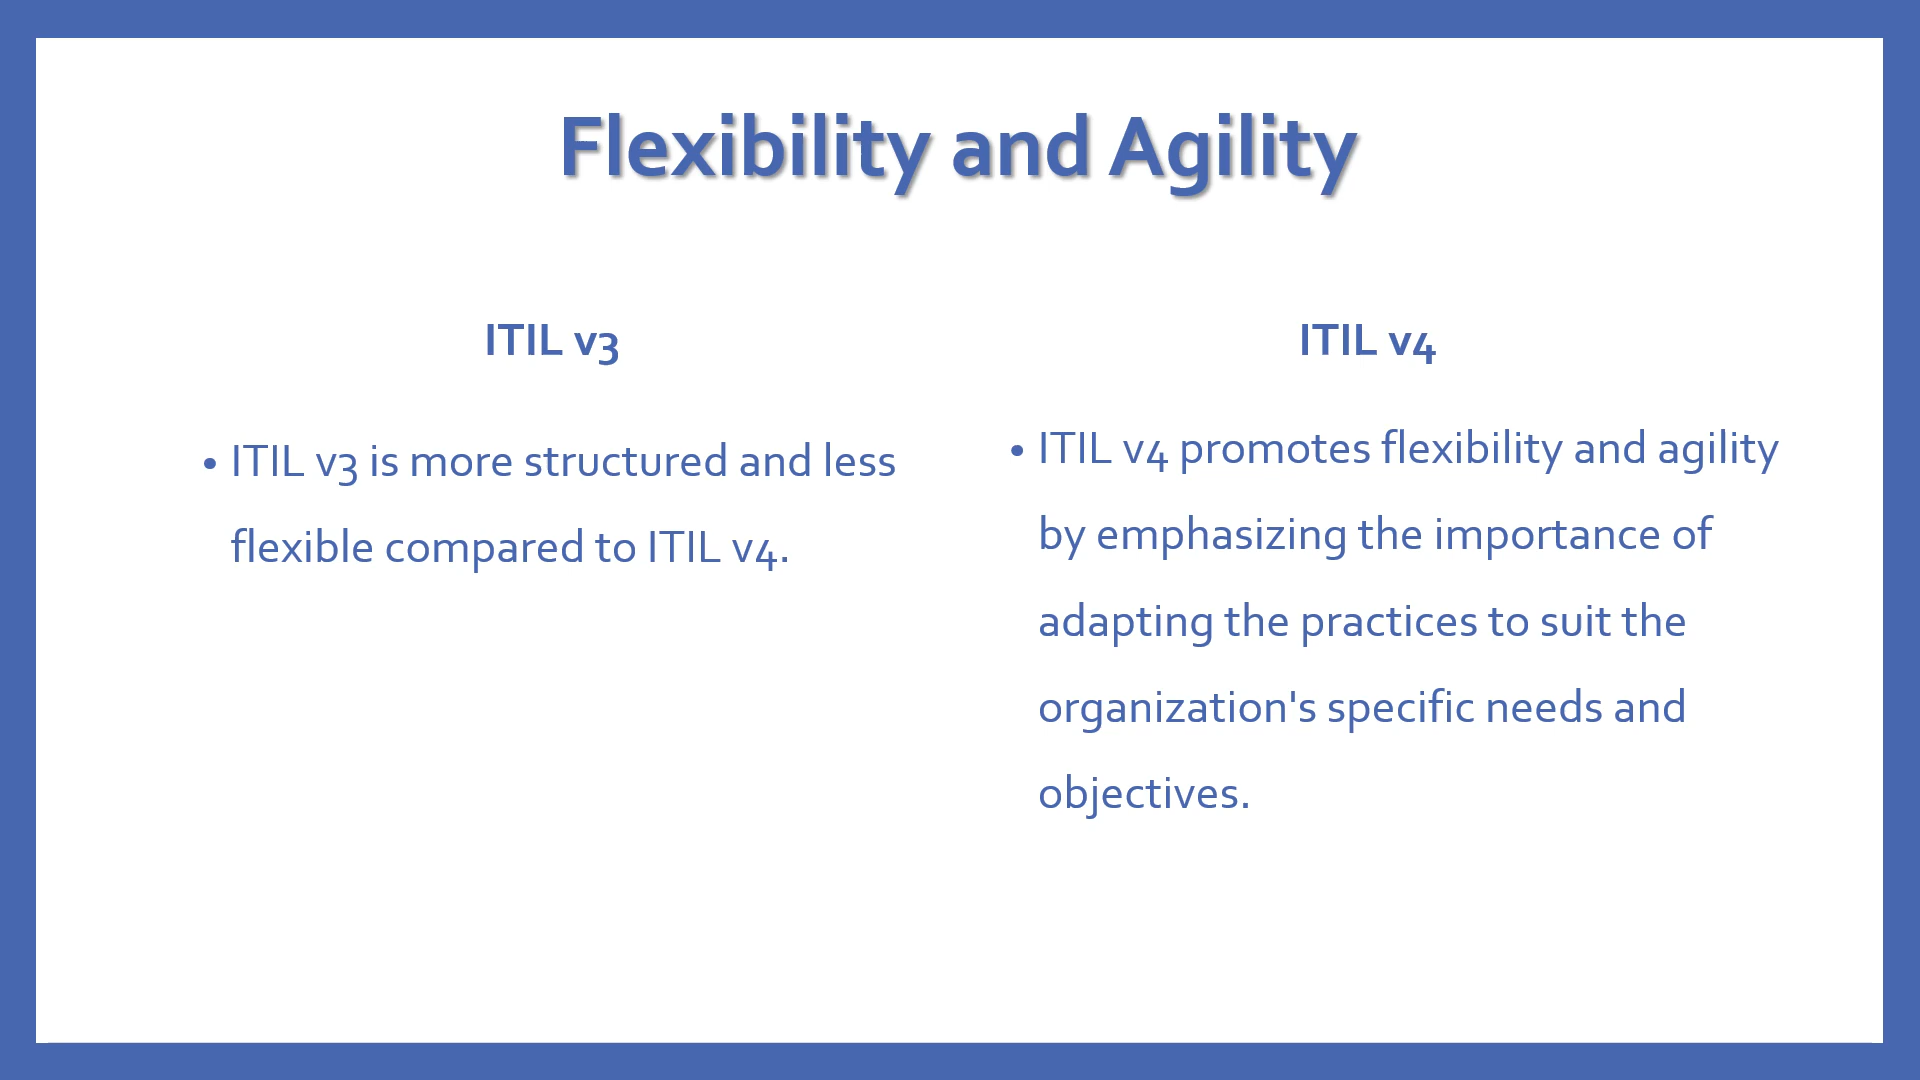 Flexibility and Agility
ITIL v3
• ITIL v3 is more structured and less
flexible compared to ITIL v4.
ITIL v4
• ITIL v4 promotes flexibility and agility
by emphasizing the importance of
adapting the practices to suit the
organization's specific needs and
objectives.